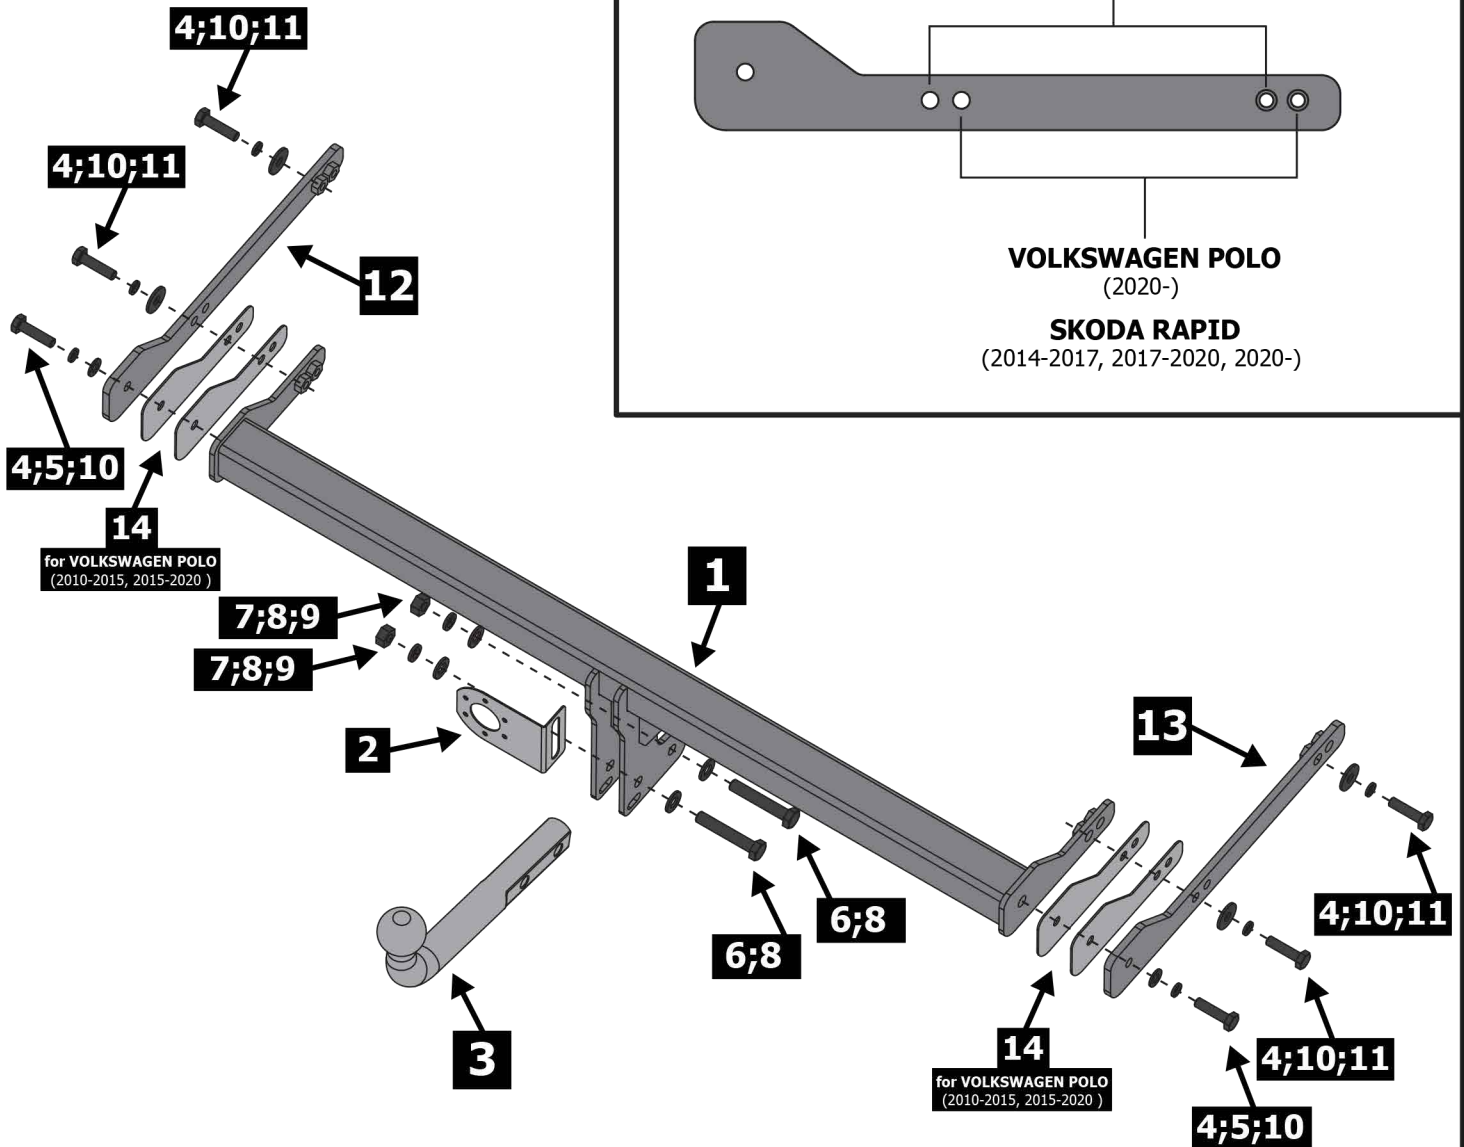 4;10;11
4;10;11
12
VOLKSWAGEN POLO
(2020-)
SKODA RAPID
(2014-2017, 2017-2020, 2020-)
4;5;10
14
for VOLKSWAGEN POLO
(2010-2015, 2015-2020 )
1
7;8;9
7;8;9
2
13
6;8
6;8
4;10;11
3
14
for VOLKSWAGEN POLO
(2010-2015, 2015-2020 )
4;10;11
4;5;10